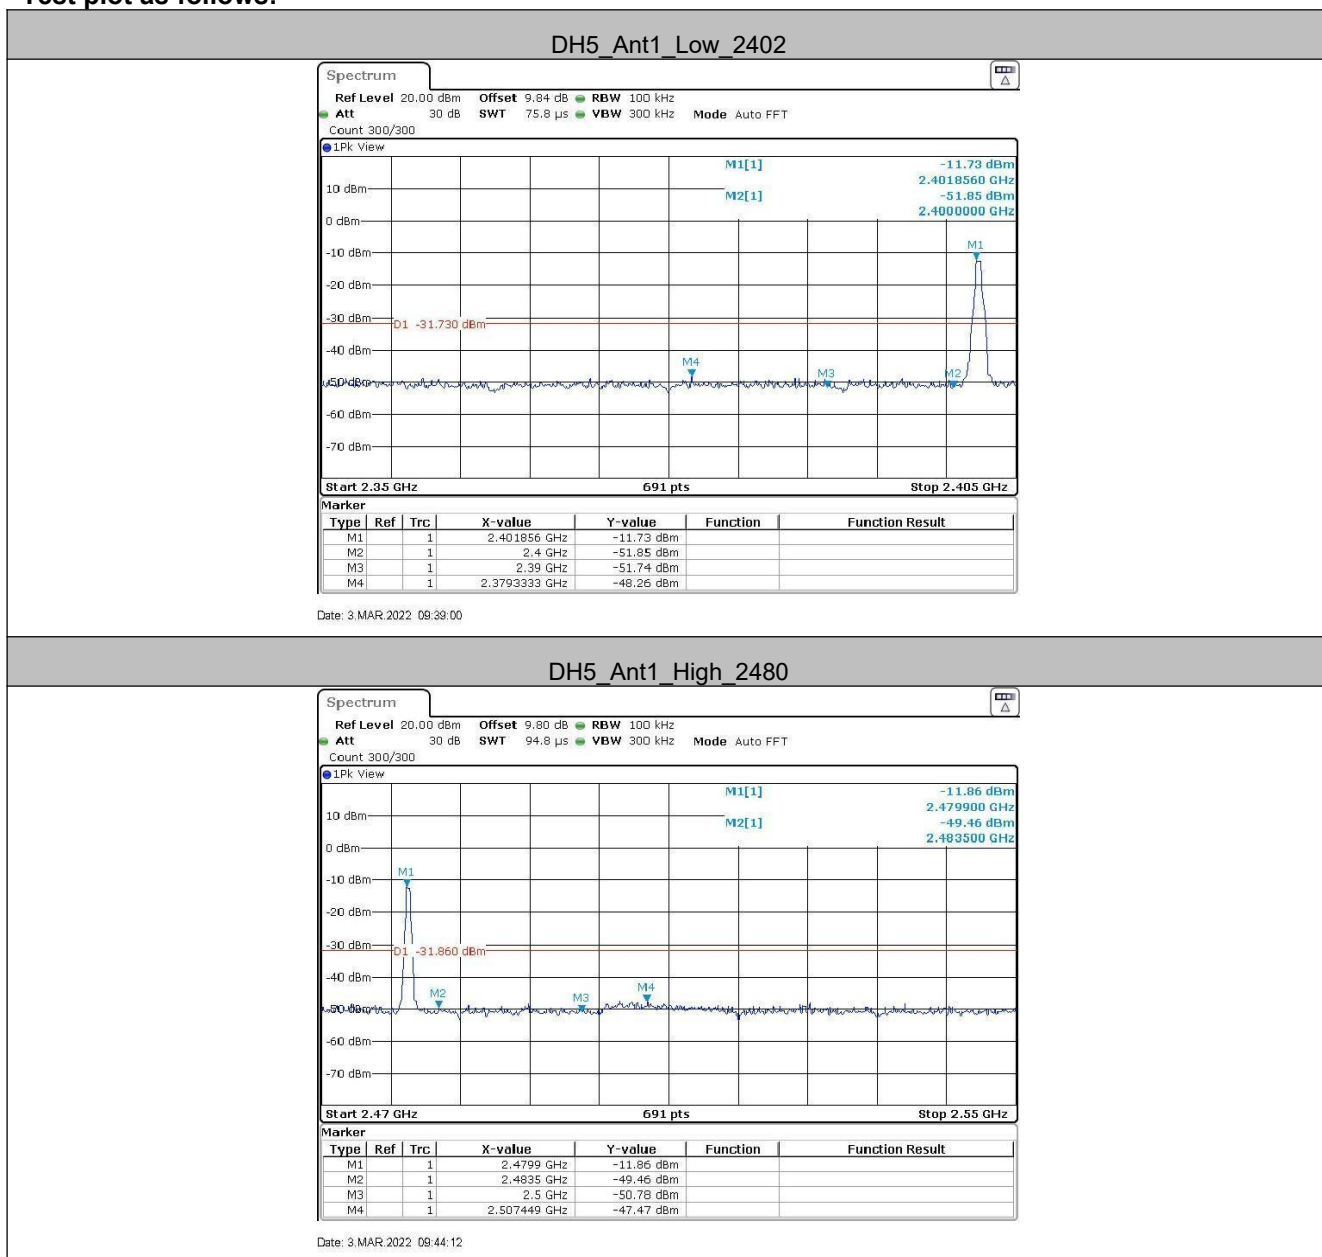 Test plot as follows:
DH5_Ant1_Low_2402
Spectrum
Ref Level 20.00 dBm Offset 9.84 dB RBW 100 kHz
Att 30 dB SWT 75.8 µs VBW 300 kHz Mode Auto FFT
Count 300/300
1Pk View
M1[1] -11.73 dBm
2.4018560 GHz
10 dBm
M2[1] -51.85 dBm
2.4000000 GHz
0 dBm
M1
-10 dBm
-20 dBm
-30 dBm
D1 -31.730 dBm
-40 dBm
M4
M3
M2
-50 dBm
-60 dBm
-70 dBm
Start 2.35 GHz 691 pts Stop 2.405 GHz
Marker
Type Ref Trc X-value Y-value Function Function Result
M1 1 2.401856 GHz -11.73 dBm
M2 1 2.4 GHz -51.85 dBm
M3 1 2.39 GHz -51.74 dBm
M4 1 2.3793333 GHz -48.26 dBm
Date: 3.MAR.2022 09:39:00
DH5_Ant1_High_2480
Spectrum
Ref Level 20.00 dBm Offset 9.80 dB RBW 100 kHz
Att 30 dB SWT 94.8 µs VBW 300 kHz Mode Auto FFT
Count 300/300
1Pk View
M1[1] -11.86 dBm
2.479900 GHz
10 dBm
M2[1] -49.46 dBm
2.483500 GHz
0 dBm
M1
-10 dBm
-20 dBm
-30 dBm
D1 -31.860 dBm
-40 dBm
M2
M3
M4
-50 dBm
-60 dBm
-70 dBm
Start 2.47 GHz 691 pts Stop 2.55 GHz
Marker
Type Ref Trc X-value Y-value Function Function Result
M1 1 2.4799 GHz -11.86 dBm
M2 1 2.4835 GHz -49.46 dBm
M3 1 2.5 GHz -50.78 dBm
M4 1 2.507449 GHz -47.47 dBm
Date: 3.MAR.2022 09:44:12